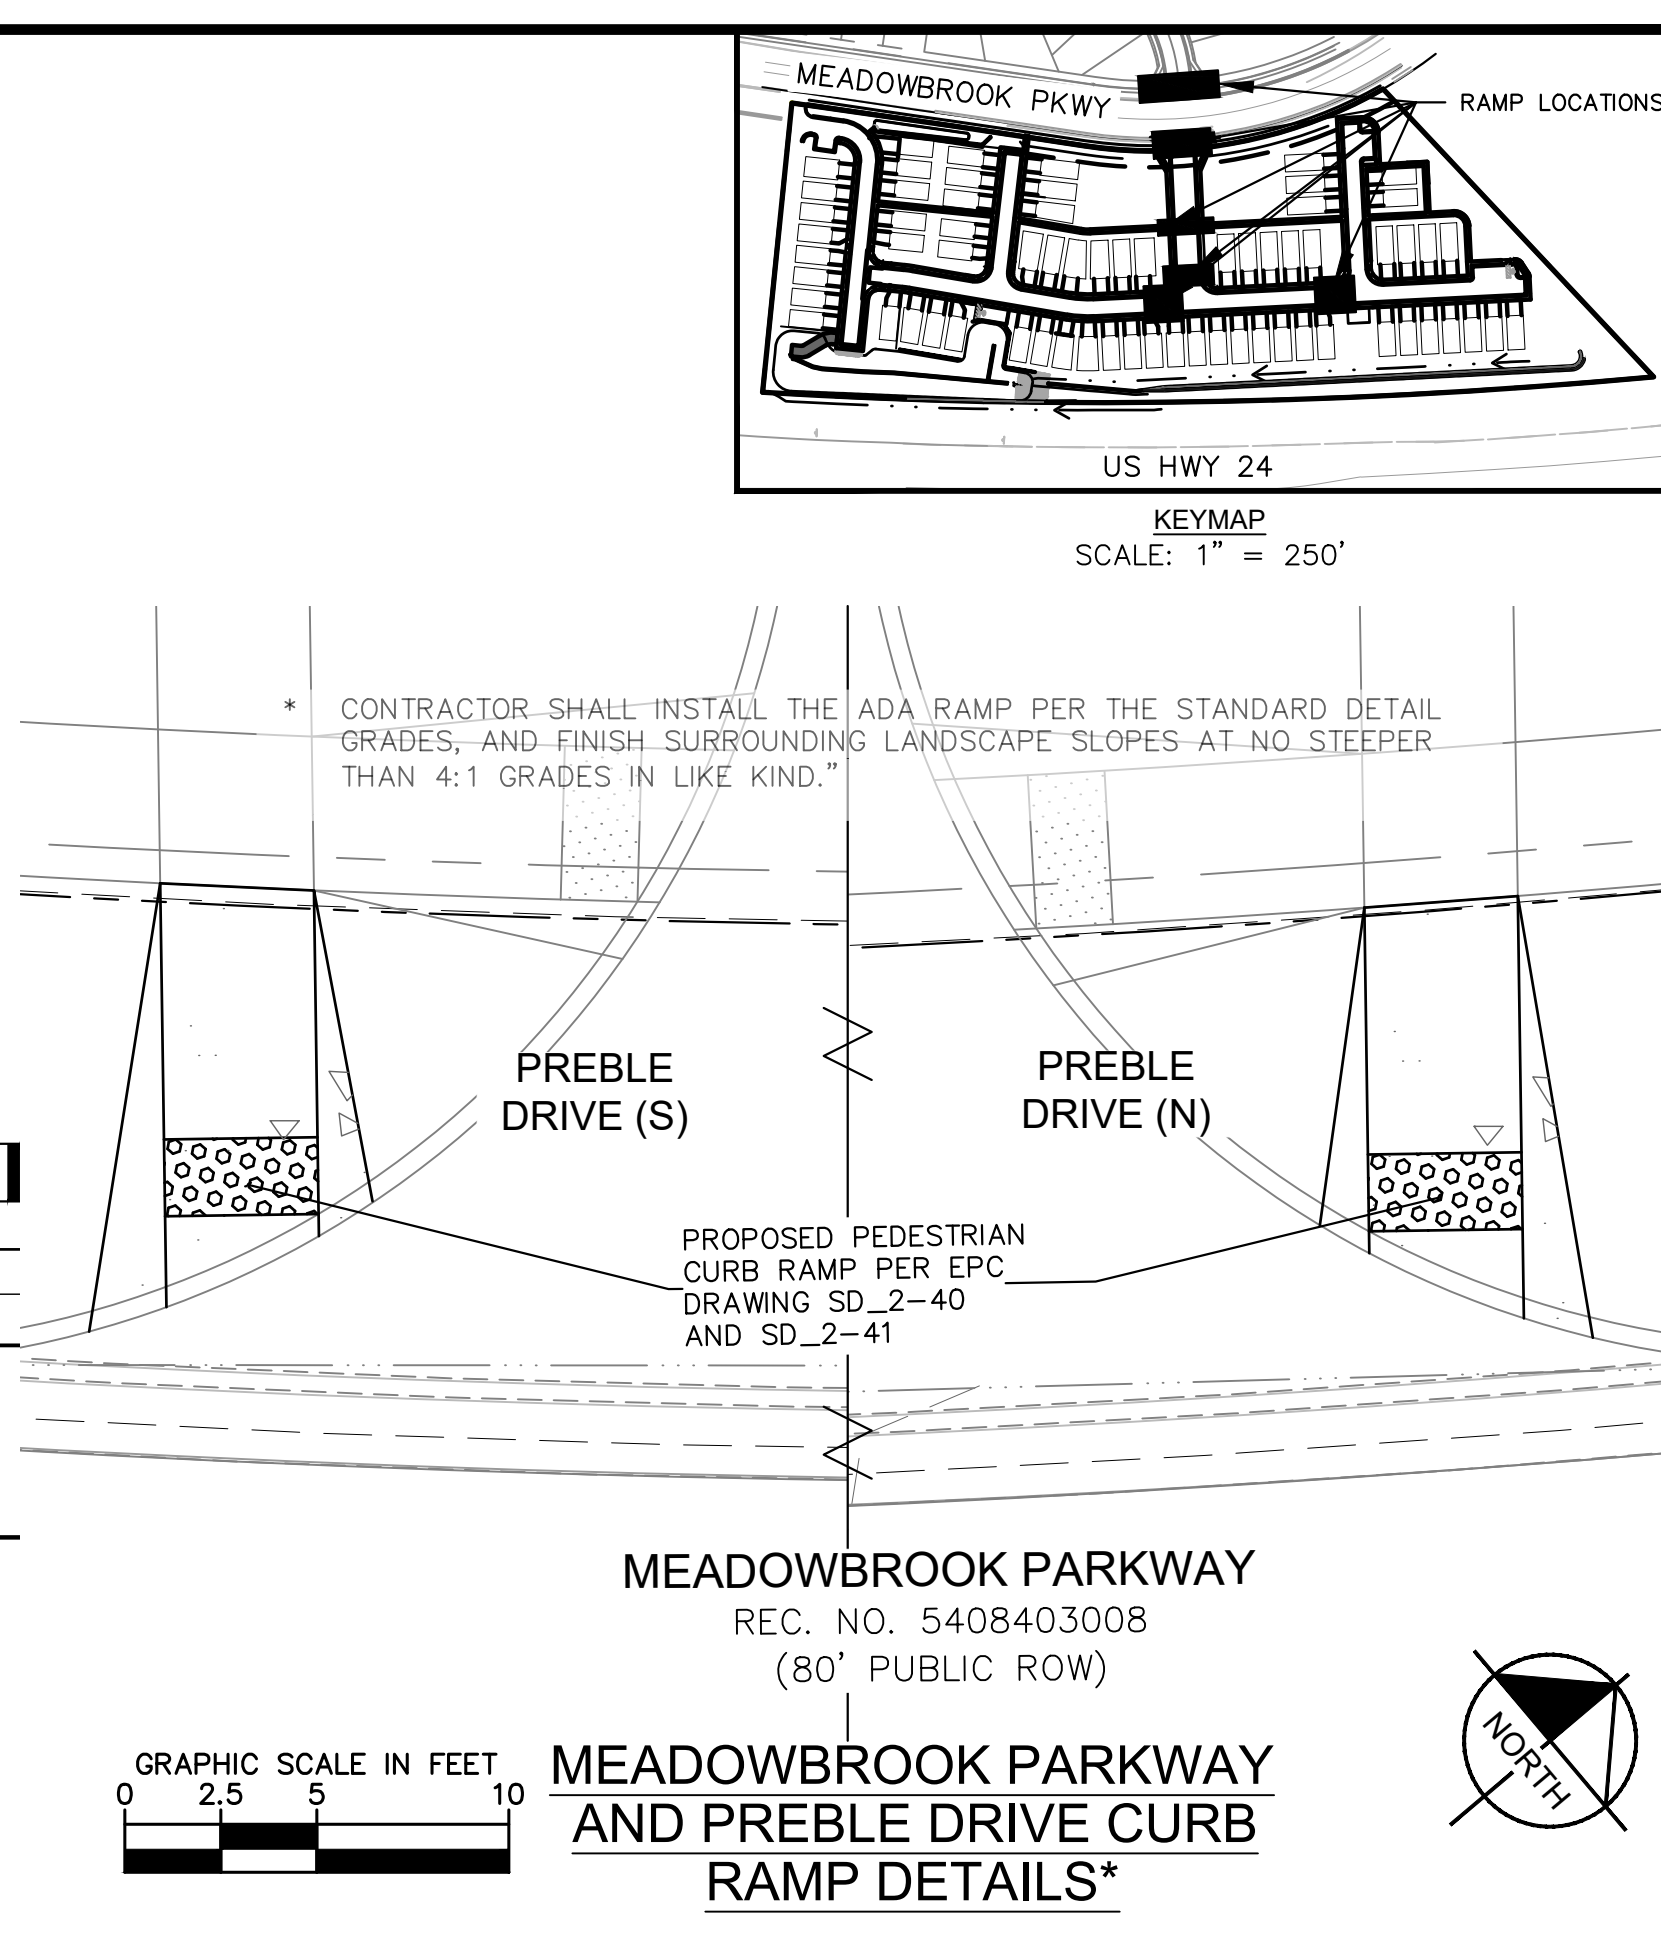 MEADOWBROOK PKWY
RAMP LOCATIONS
US HWY 24
KEYMAP
SCALE: 1" = 250'
* CONTRACTOR SHALL INSTALL THE ADA RAMP PER THE STANDARD DETAIL
GRADES, AND FINISH SURROUNDING LANDSCAPE SLOPES AT NO STEEPER
THAN 4:1 GRADES IN LIKE KIND."
PREBLE
DRIVE (S)
PREBLE
DRIVE (N)
PROPOSED PEDESTRIAN
CURB RAMP PER EPC
DRAWING SD_2-40
AND SD_2-41
MEADOWBROOK PARKWAY
REC. NO. 5408403008
(80' PUBLIC ROW)
GRAPHIC SCALE IN FEET
0 2.5 5 10
MEADOWBROOK PARKWAY
AND PREBLE DRIVE CURB
RAMP DETAILS*
NORTH